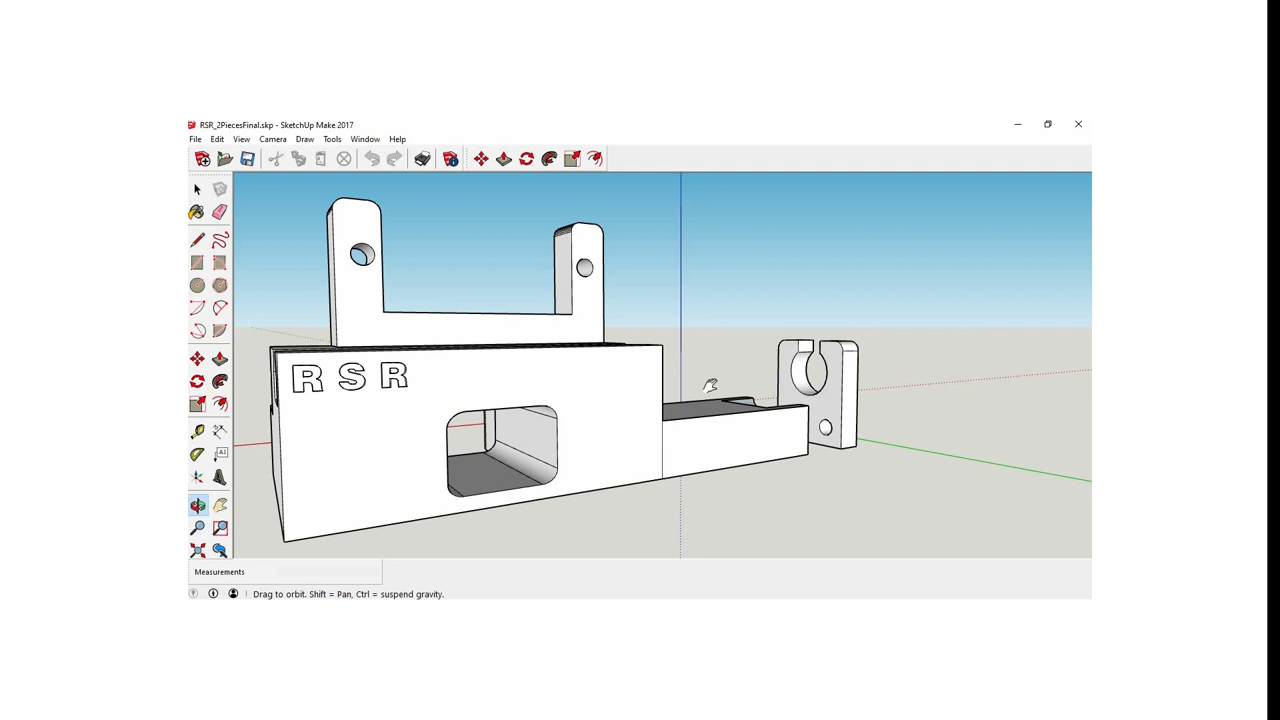 RSR_2PiecesFinal.skp - SketchUp Make 2017
File Edit View Camera Draw Tools Window Help
R S R
A1
Measurements
Drag to orbit. Shift = Pan, Ctrl = suspend gravity.